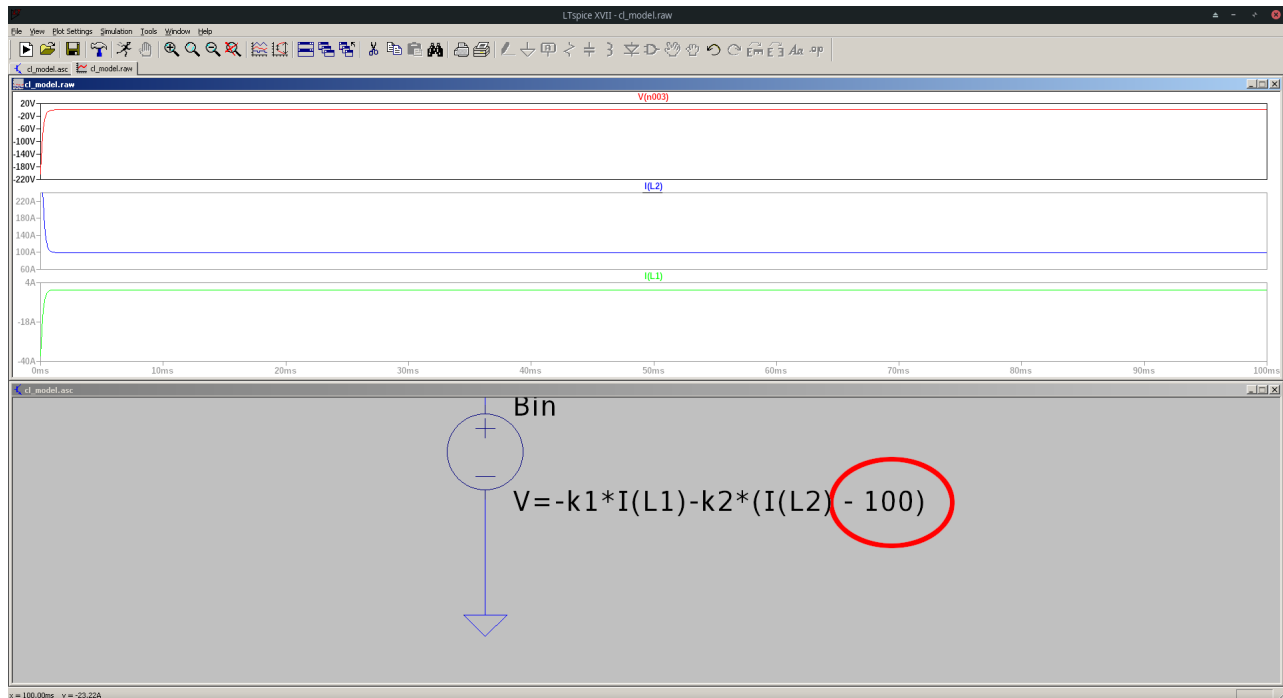 LTspice XVII - cl_model.raw
File View Plot Settings Simulation Tools Window Help
cl_model.asc cl_model.raw
cl_model.raw
V(n003)
20V
-20V
-60V
-100V
-140V
-180V
-220V
I(L2)
220A
180A
140A
100A
60A
I(L1)
4A
-18A
-40A
0ms 10ms 20ms 30ms 40ms 50ms 60ms 70ms 80ms 90ms 100ms
cl_model.asc
Bin
V=-k1*I(L1)-k2*(I(L2) - 100)
x = 100.00ms y = -23.22A